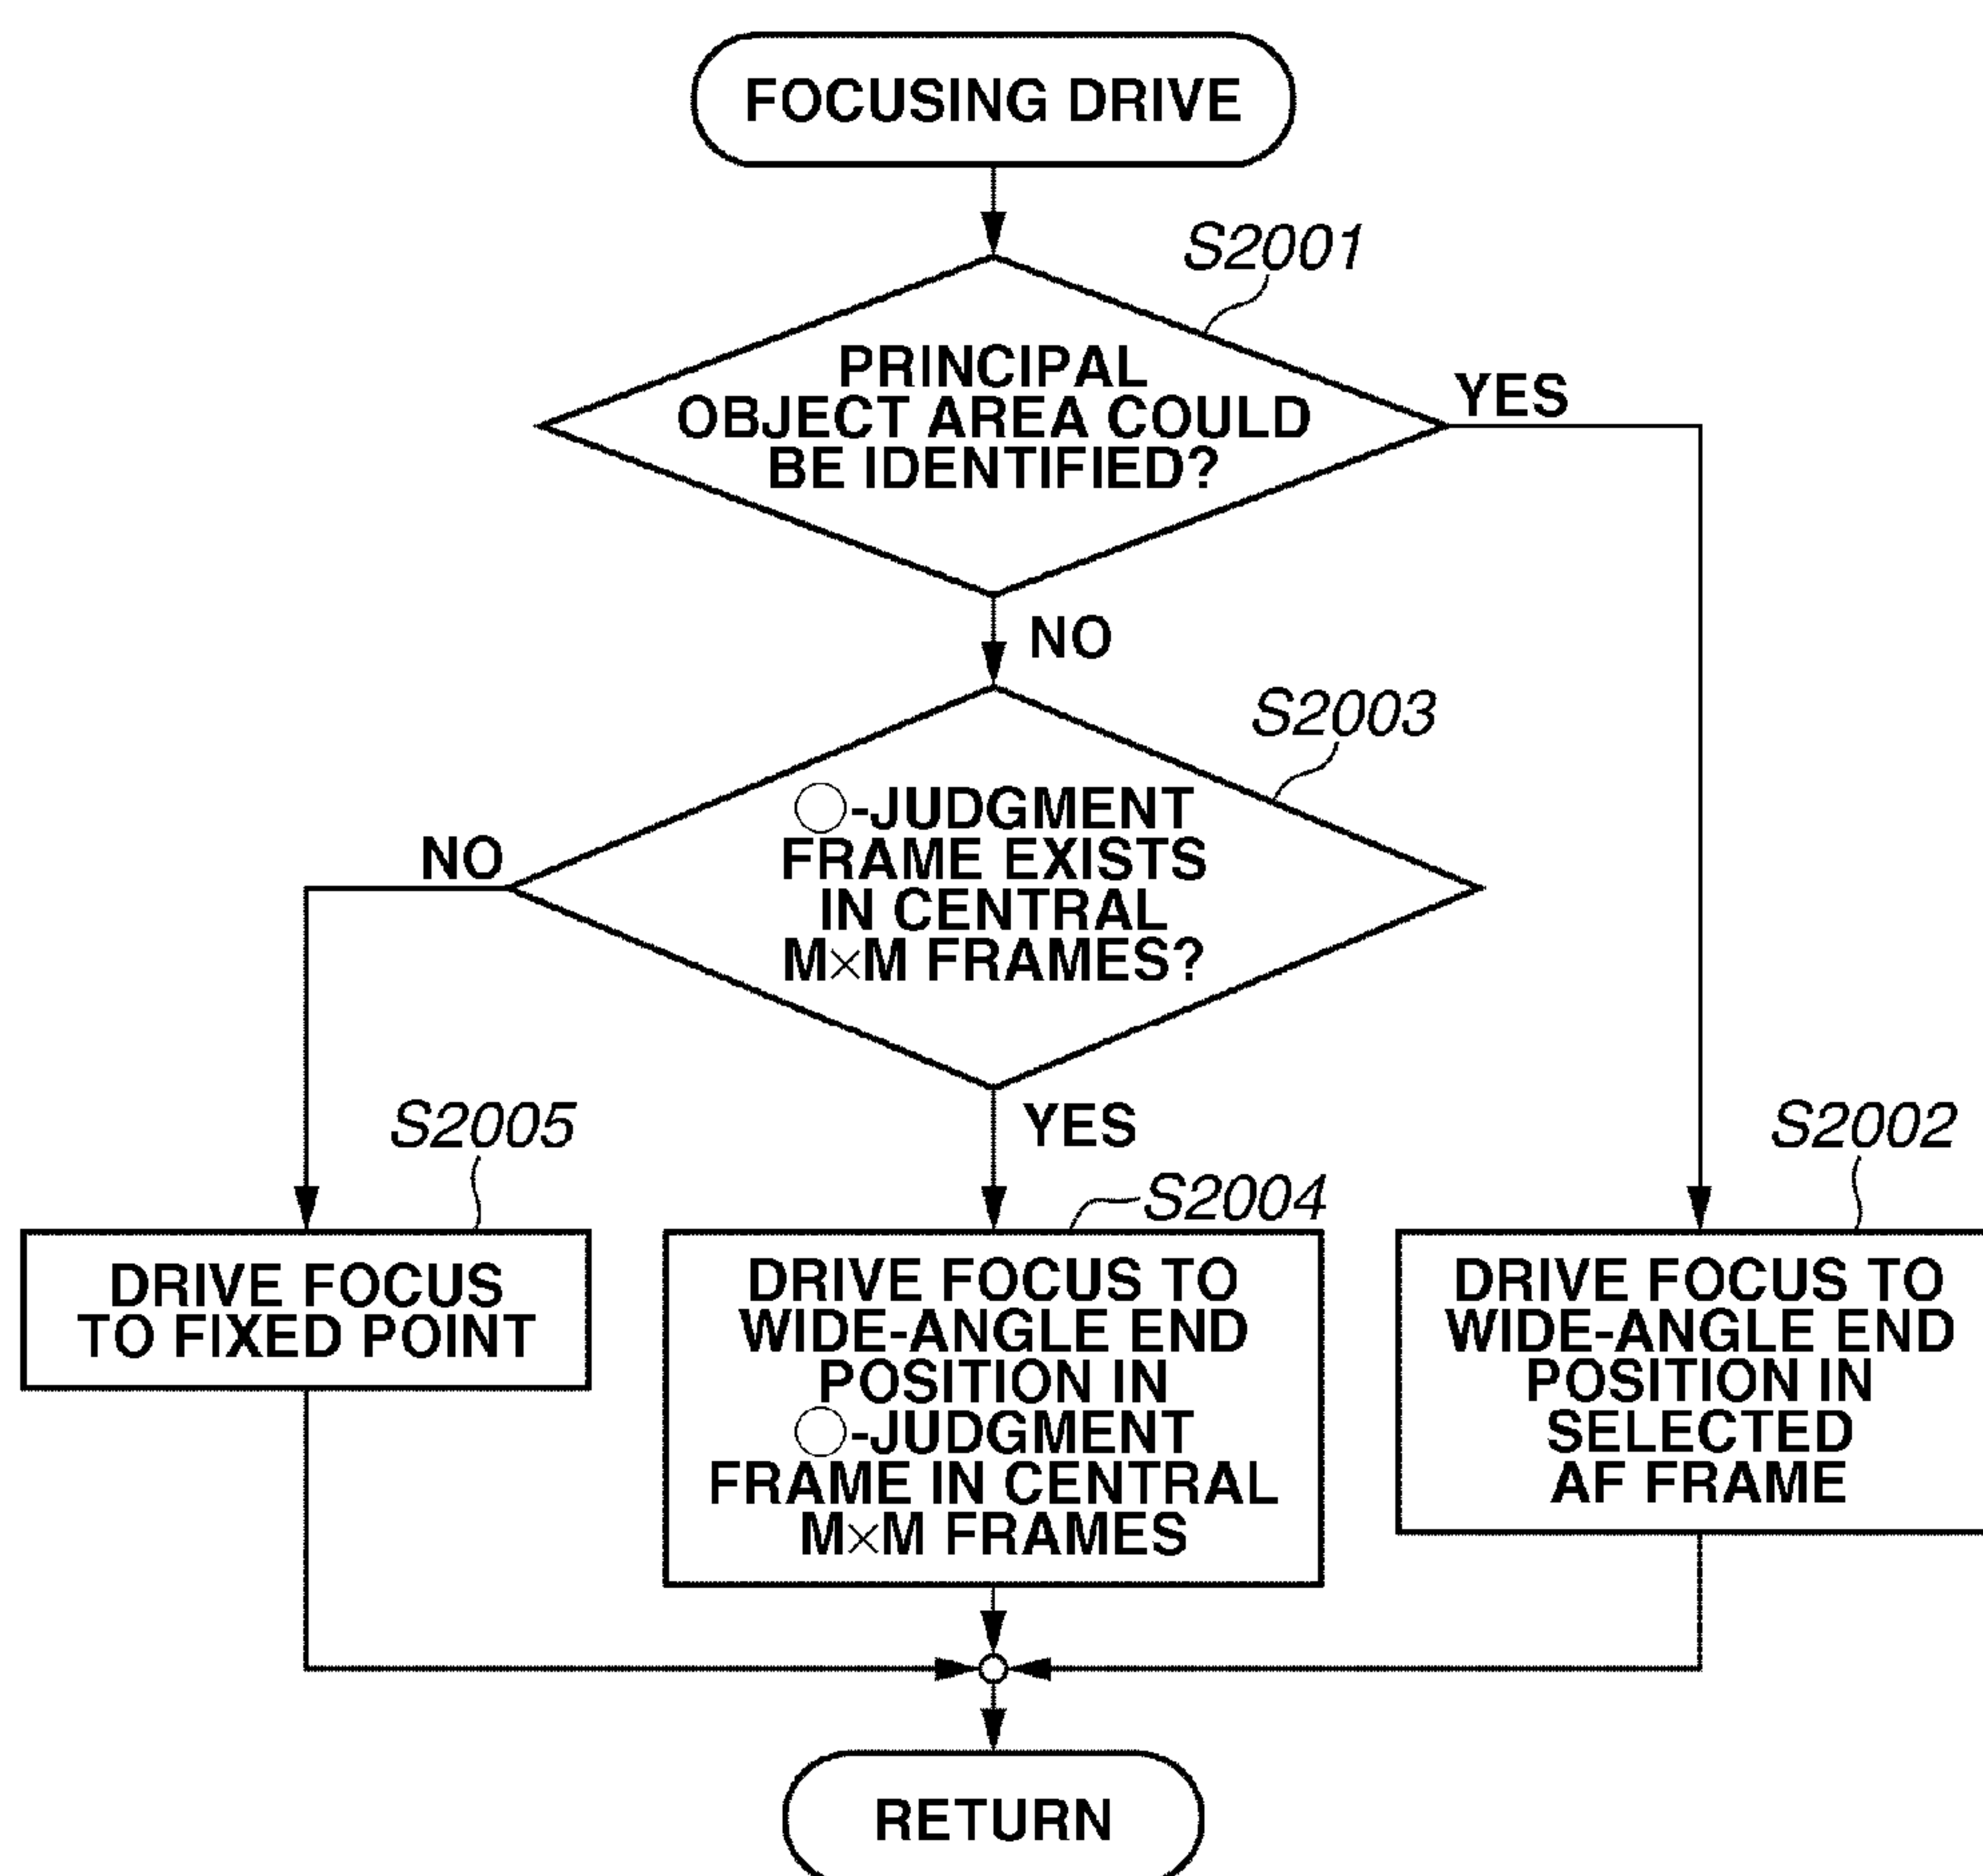 FOCUSING DRIVE
S2001
PRINCIPAL
OBJECT AREA COULD
BE IDENTIFIED?
YES
NO
S2003
◯-JUDGMENT
FRAME EXISTS
IN CENTRAL
M×M FRAMES?
NO
YES
S2005
DRIVE FOCUS
TO FIXED POINT
S2004
DRIVE FOCUS TO
WIDE-ANGLE END
POSITION IN
◯-JUDGMENT
FRAME IN CENTRAL
M×M FRAMES
S2002
DRIVE FOCUS TO
WIDE-ANGLE END
POSITION IN
SELECTED
AF FRAME
RETURN